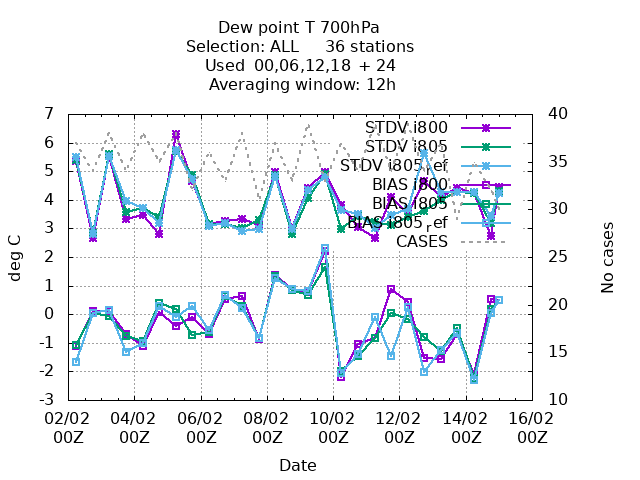 Dew point T 700hPa
Selection: ALL 36 stations
Used 00,06,12,18 + 24
Averaging window: 12h
7
6
5
4
3
2
1
0
-1
-2
-3
40
35
30
25
20
15
10
STDV i800
STDV i805
STDV i805ref
BIAS i800
BIAS i805
BIAS i805ref
CASES
deg C
No cases
02/02 04/02 06/02 08/02 10/02 12/02 14/02 16/02
00Z 00Z 00Z 00Z 00Z 00Z 00Z 00Z
Date